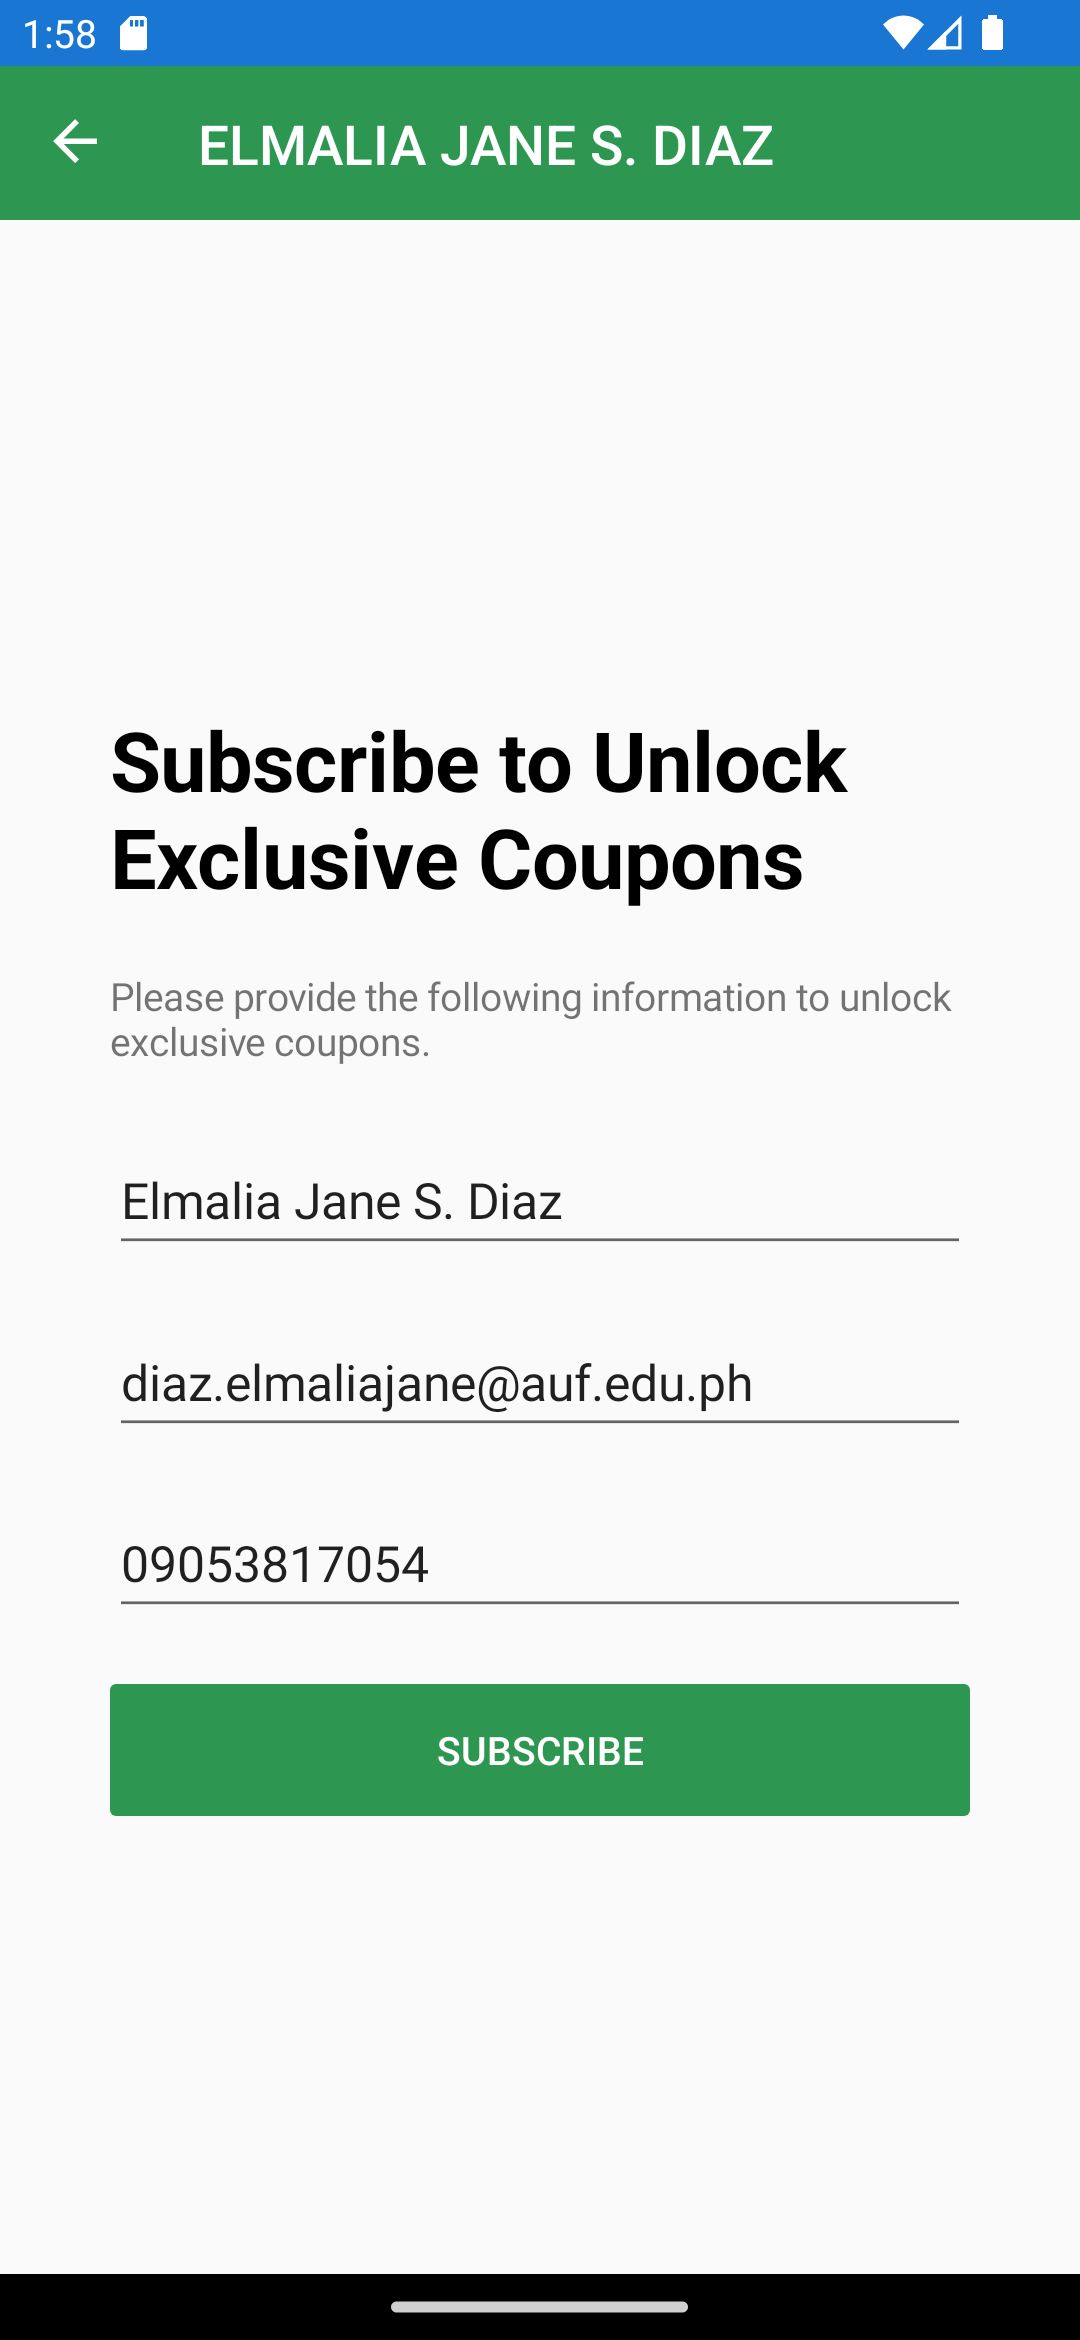 1:58
ELMALIA JANE S. DIAZ
Subscribe to Unlock
Exclusive Coupons
Please provide the following information to unlock
exclusive coupons.
Elmalia Jane S. Diaz
diaz.elmaliajane@auf.edu.ph
09053817054
SUBSCRIBE